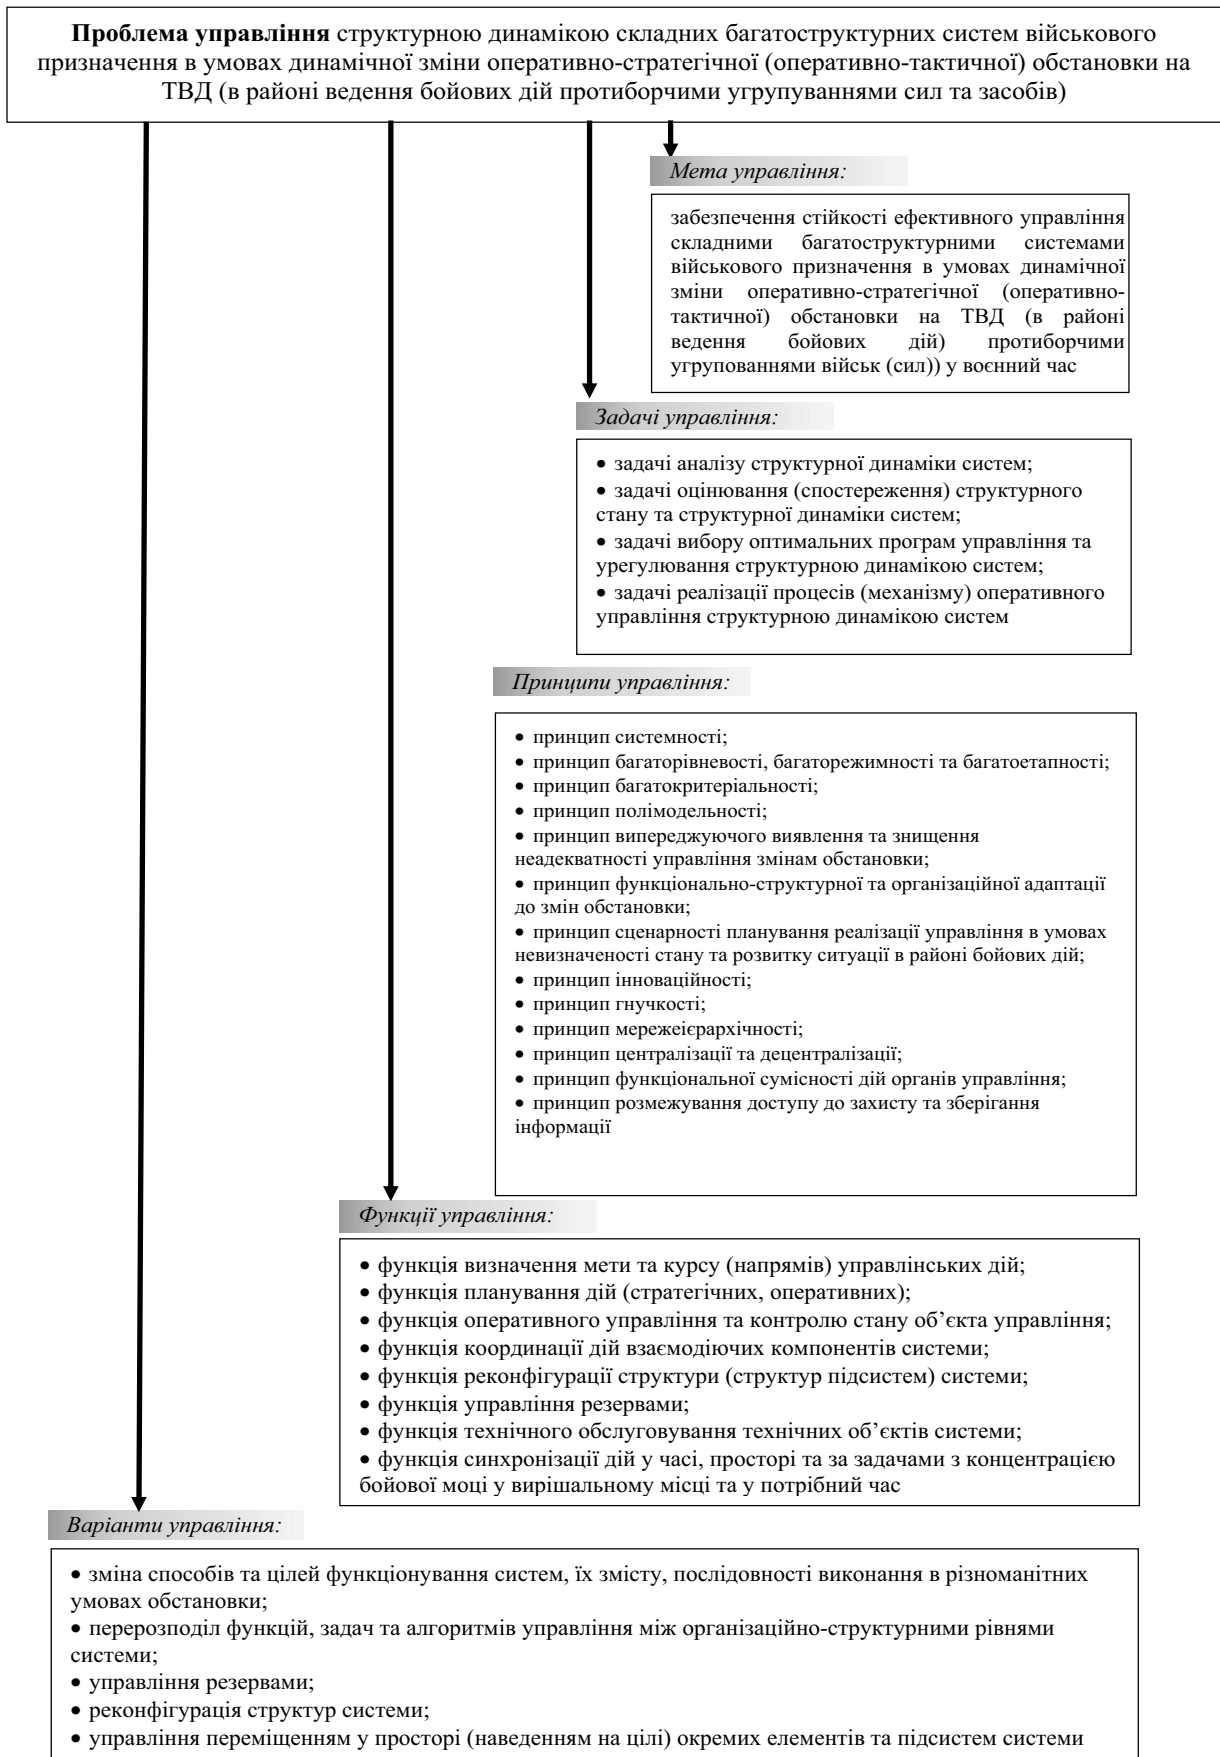 Проблема управління структурною динамікою складних багатоструктурних систем військового
призначення в умовах динамічної зміни оперативно-стратегічної (оперативно-тактичної) обстановки на
ТВД (в районі ведення бойових дій протиборчими угрупуваннями сил та засобів)
Мета управління:
забезпечення стійкості ефективного управління
складними багатоструктурними системами
військового призначення в умовах динамічної
зміни оперативно-стратегічної (оперативно-
тактичної) обстановки на ТВД (в районі
ведення бойових дій) протиборчими
угрупованнями військ (сил)) у воєнний час
Задачі управління:
• задачі аналізу структурної динаміки систем;
• задачі оцінювання (спостереження) структурного
стану та структурної динаміки систем;
• задачі вибору оптимальних програм управління та
урегулювання структурною динамікою систем;
• задачі реалізації процесів (механізму) оперативного
управління структурною динамікою систем
Принципи управління:
• принцип системності;
• принцип багаторівневості, багаторежимності та багатоетапності;
• принцип багатокритеріальності;
• принцип полімодельності;
• принцип випереджуючого виявлення та знищення
неадекватності управління змінам обстановки;
• принцип функціонально-структурної та організаційної адаптації
до змін обстановки;
• принцип сценарності планування реалізації управління в умовах
невизначеності стану та розвитку ситуації в районі бойових дій;
• принцип інноваційності;
• принцип гнучкості;
• принцип мережеієрархічності;
• принцип централізації та децентралізації;
• принцип функціональної сумісності дій органів управління;
• принцип розмежування доступу до захисту та зберігання
інформації
Функції управління:
• функція визначення мети та курсу (напрямів) управлінських дій;
• функція планування дій (стратегічних, оперативних);
• функція оперативного управління та контролю стану об’єкта управління;
• функція координації дій взаємодіючих компонентів системи;
• функція реконфігурації структури (структур підсистем) системи;
• функція управління резервами;
• функція технічного обслуговування технічних об’єктів системи;
• функція синхронізації дій у часі, просторі та за задачами з концентрацією
бойової моці у вирішальному місці та у потрібний час
Варіанти управління:
• зміна способів та цілей функціонування систем, їх змісту, послідовності виконання в різноманітних
умовах обстановки;
• перерозподіл функцій, задач та алгоритмів управління між організаційно-структурними рівнями
системи;
• управління резервами;
• реконфігурація структур системи;
• управління переміщенням у просторі (наведенням на цілі) окремих елементів та підсистем системи